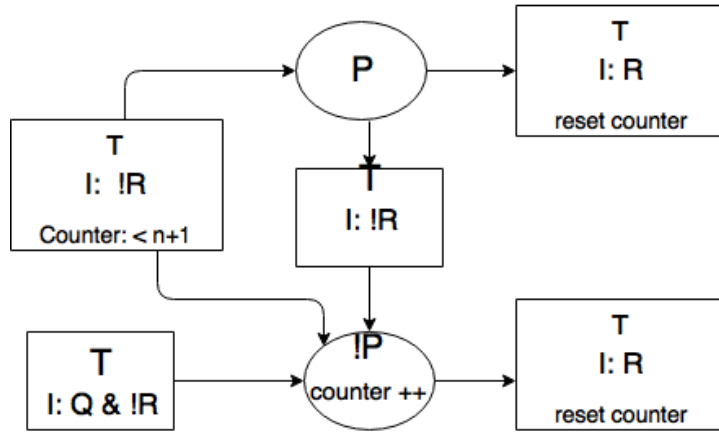 P
T
I: R
reset counter
T
I: !R
Counter: < n+1
T
I: !R
T
I: Q & !R
!P
counter ++
T
I: R
reset counter